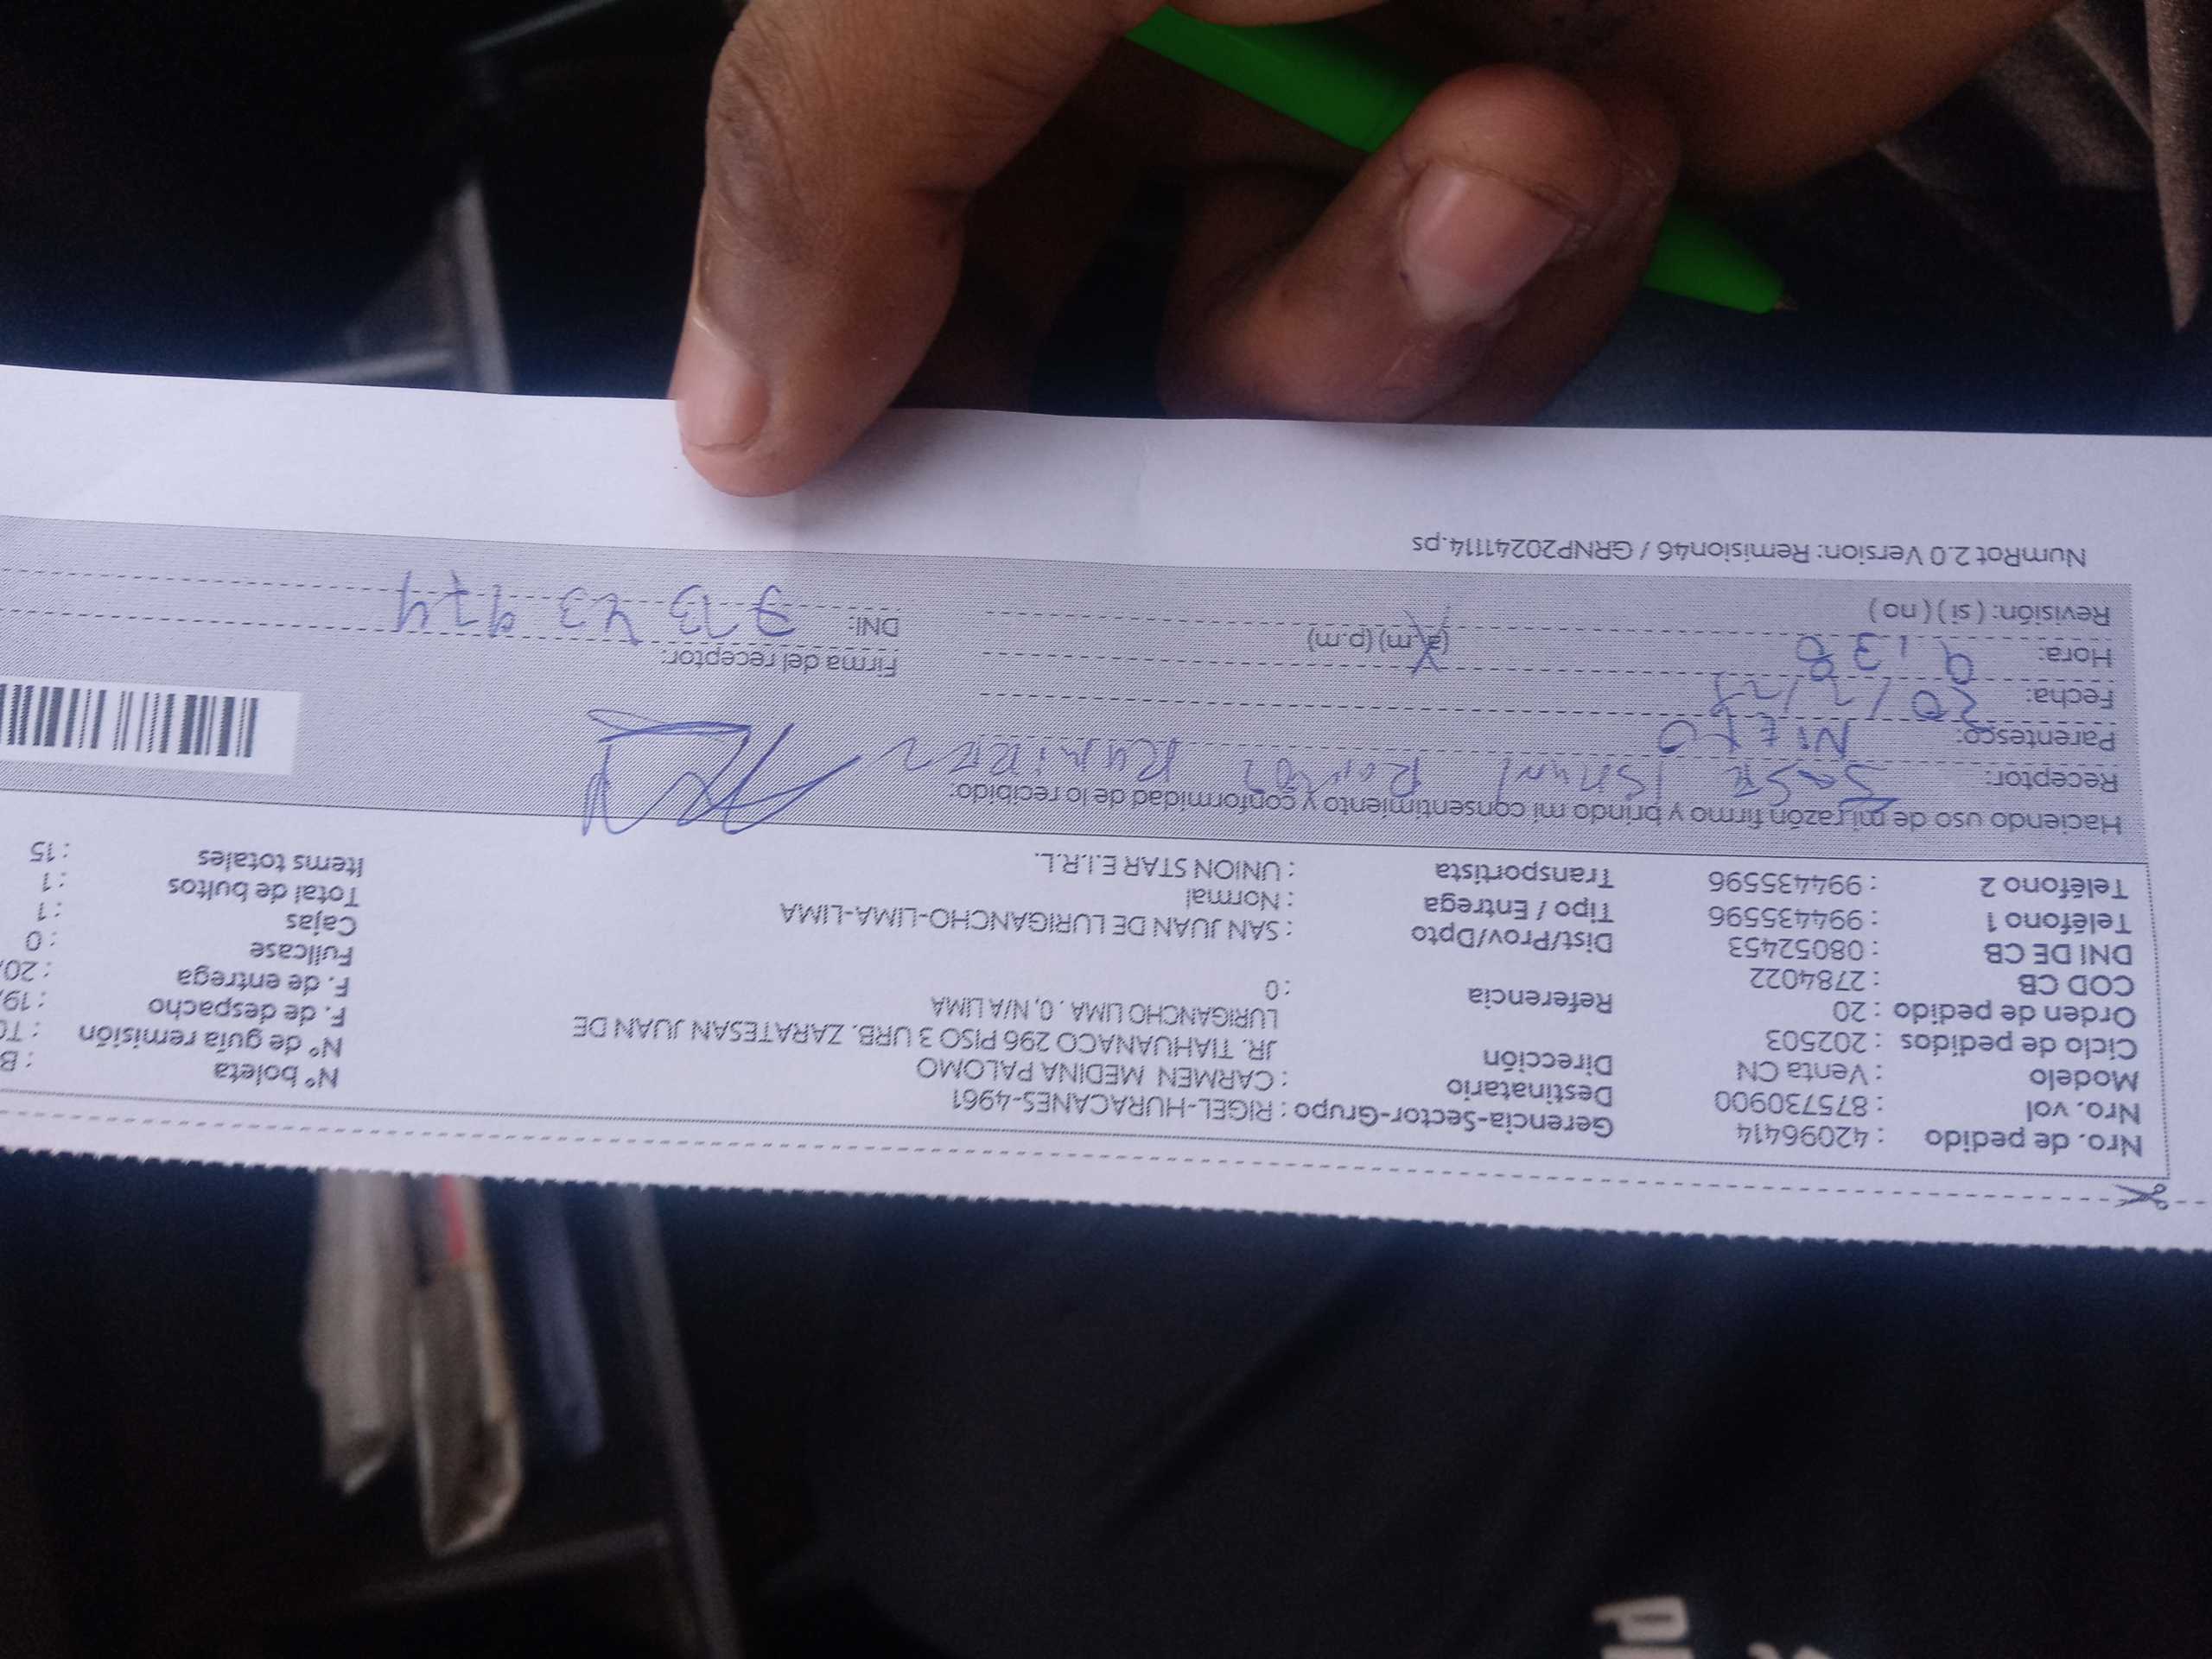 Nro. de pedido : 42096414 Gerencia-Sector-Grupo : RIGEL-HURACANES-4961 N° boleta : B
Nro. vol : 875730900 Destinatario : CARMEN MEDINA PALOMO N° de guía remisión : T0
Modelo : Venta CN Dirección : JR. TIAHUANACO 296 PISO 3 URB. ZARATESAN JUAN DE F. de despacho : 19
Ciclo de pedidos : 202503 LURIGANCHO LIMA . 0, N/A LIMA F. de entrega : 20
Orden de pedido : 20 Referencia : 0 Fullcase : 0
COD CB : 2784022 Dist/Prov/Dpto : SAN JUAN DE LURIGANCHO-LIMA-LIMA Cajas : 1
DNI DE CB : 08052453 Tipo / Entrega : Normal Total de bultos : 1
Teléfono 1 : 994435596 Transportista : UNION STAR E.I.R.L. Items totales : 15
Teléfono 2 : 994435596
Haciendo uso de mi razón firmo y brindo mi consentimiento y conformidad de lo recibido:
Receptor:
Parentesco: NIETO
Fecha: Firma del receptor:
Hora: 9:38 (a.m) (p.m) DNI:
Revisión: ( si ) ( no )
NumRot 2.0 Version: Remision46 / GRNP20241114.ps